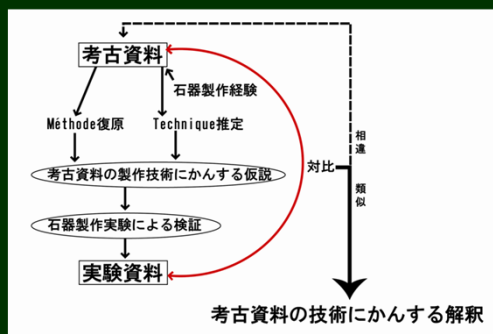 考古資料
石器製作経験
Méthode復原
Technique推定
考古資料の製作技術にかんする仮説
石器製作実験による検証
実験資料
対比
相違
類似
考古資料の技術にかんする解釈